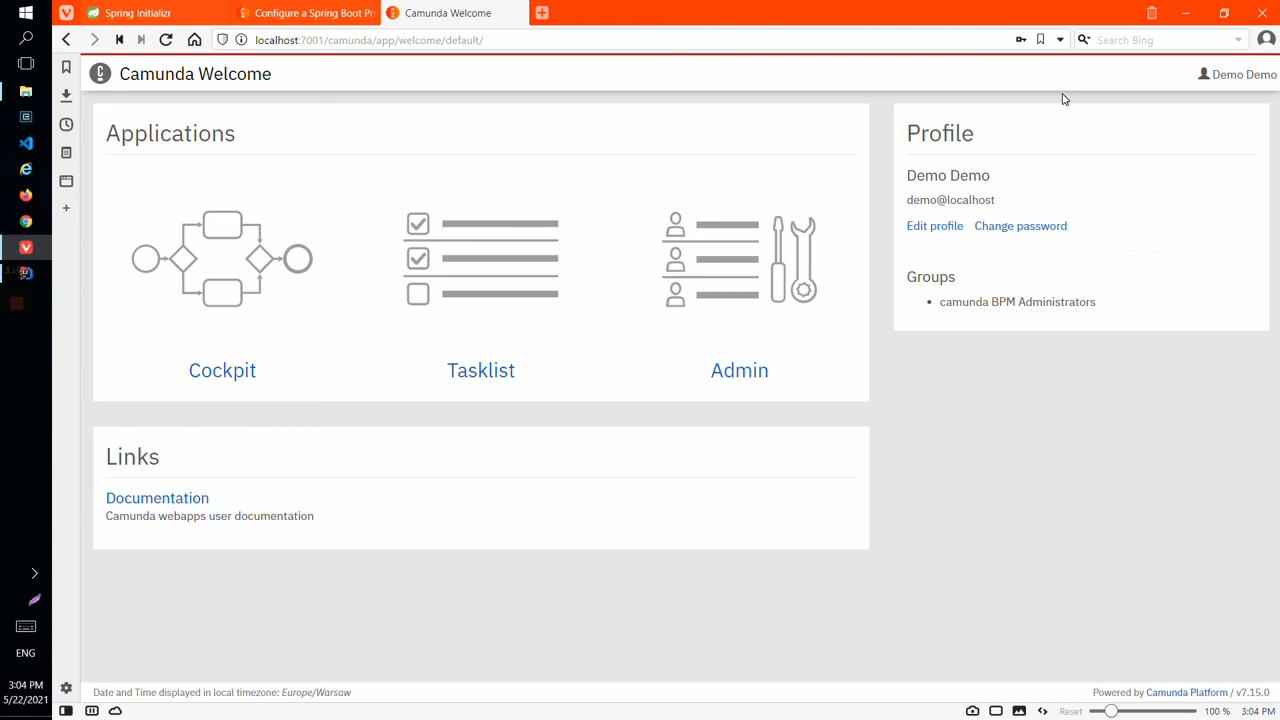 Spring Initializr
Configure a Spring Boot Pr
Camunda Welcome
localhost:7001/camunda/app/welcome/default/
Search Bing
Camunda Welcome
Demo Demo
Applications
Cockpit
Tasklist
Admin
Profile
Demo Demo
demo@localhost
Edit profile Change password
Groups
camunda BPM Administrators
Links
Documentation
Camunda webapps user documentation
Date and Time displayed in local timezone: Europe/Warsaw
Powered by Camunda Platform / v7.15.0
Reset
100 %
3:04 PM
ENG
3:04 PM
5/22/2021